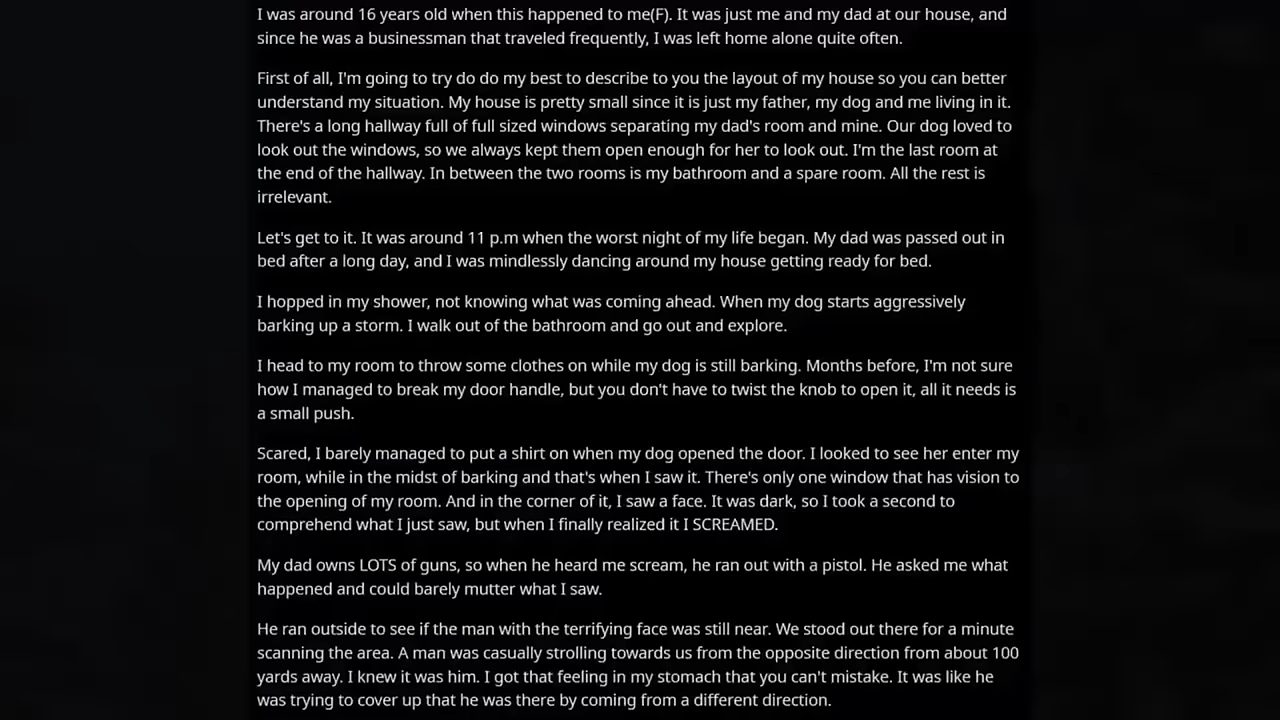 I was around 16 years old when this happened to me(F). It was just me and my dad at our house, and
since he was a businessman that traveled frequently, I was left home alone quite often.
First of all, I'm going to try do do my best to describe to you the layout of my house so you can better
understand my situation. My house is pretty small since it is just my father, my dog and me living in it.
There's a long hallway full of full sized windows separating my dad's room and mine. Our dog loved to
look out the windows, so we always kept them open enough for her to look out. I'm the last room at
the end of the hallway. In between the two rooms is my bathroom and a spare room. All the rest is
irrelevant.
Let's get to it. It was around 11 p.m when the worst night of my life began. My dad was passed out in
bed after a long day, and I was mindlessly dancing around my house getting ready for bed.
I hopped in my shower, not knowing what was coming ahead. When my dog starts aggressively
barking up a storm. I walk out of the bathroom and go out and explore.
I head to my room to throw some clothes on while my dog is still barking. Months before, I'm not sure
how I managed to break my door handle, but you don't have to twist the knob to open it, all it needs is
a small push.
Scared, I barely managed to put a shirt on when my dog opened the door. I looked to see her enter my
room, while in the midst of barking and that's when I saw it. There's only one window that has vision to
the opening of my room. And in the corner of it, I saw a face. It was dark, so I took a second to
comprehend what I just saw, but when I finally realized it I SCREAMED.
My dad owns LOTS of guns, so when he heard me scream, he ran out with a pistol. He asked me what
happened and could barely mutter what I saw.
He ran outside to see if the man with the terrifying face was still near. We stood out there for a minute
scanning the area. A man was casually strolling towards us from the opposite direction from about 100
yards away. I knew it was him. I got that feeling in my stomach that you can't mistake. It was like he
was trying to cover up that he was there by coming from a different direction.